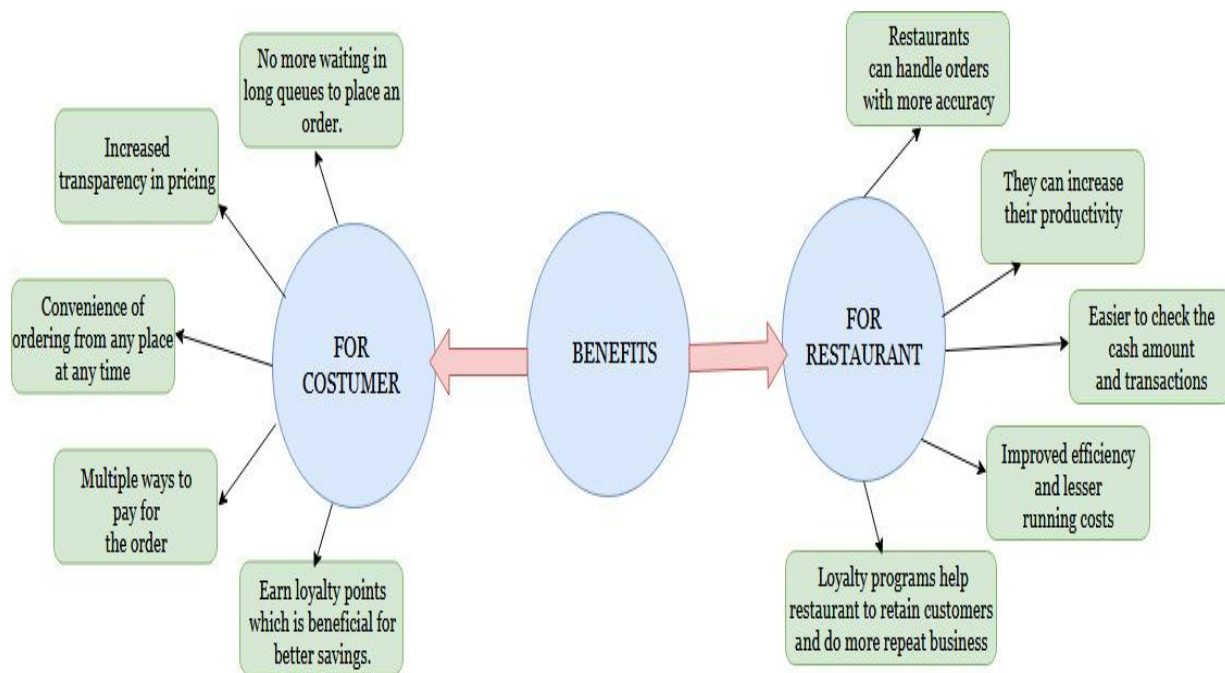 No more waiting in
long queues to place an
order.
Increased
transparency in pricing
Convenience of
ordering from any place
at any time
Multiple ways to
pay for
the order
Earn loyalty points
which is beneficial for
better savings.
FOR
COSTUMER
BENEFITS
FOR
RESTAURANT
Restaurants
can handle orders
with more accuracy
They can increase
their productivity
Easier to check the
cash amount
and transactions
Improved efficiency
and lesser
running costs
Loyalty programs help
restaurant to retain customers
and do more repeat business